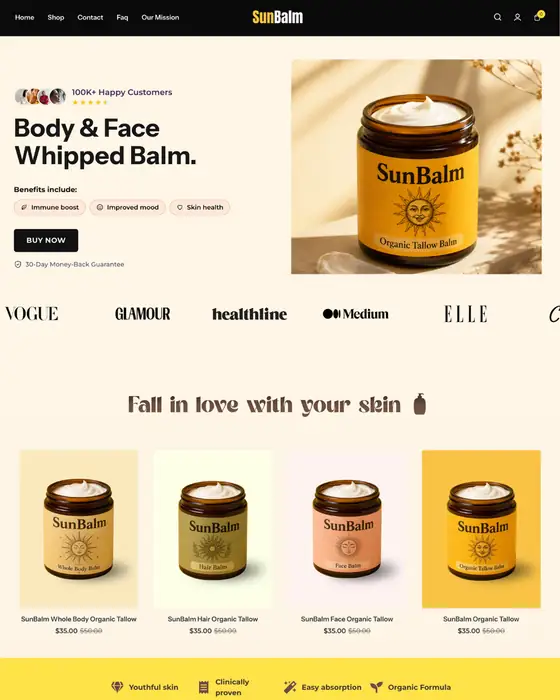 Home Shop Contact Faq Our Mission
SunBalm
0
100K+ Happy Customers
Body & Face
Whipped Balm.
Benefits include:
Immune boost Improved mood Skin health
BUY NOW
30-Day Money-Back Guarantee
SunBalm
Organic Tallow Balm
VOGUE GLAMOUR healthline Medium ELLE
Fall in love with your skin
SunBalm
Whole Body Balm
SunBalm
Hair Balm
SunBalm
Face Balm
SunBalm
Organic Tallow Balm
SunBalm Whole Body Organic Tallow
$35.00 $50.00
SunBalm Hair Organic Tallow
$35.00 $50.00
SunBalm Face Organic Tallow
$35.00 $50.00
SunBalm Organic Tallow
$35.00 $50.00
Youthful skin
Clinically
proven
Easy absorption
Organic Formula